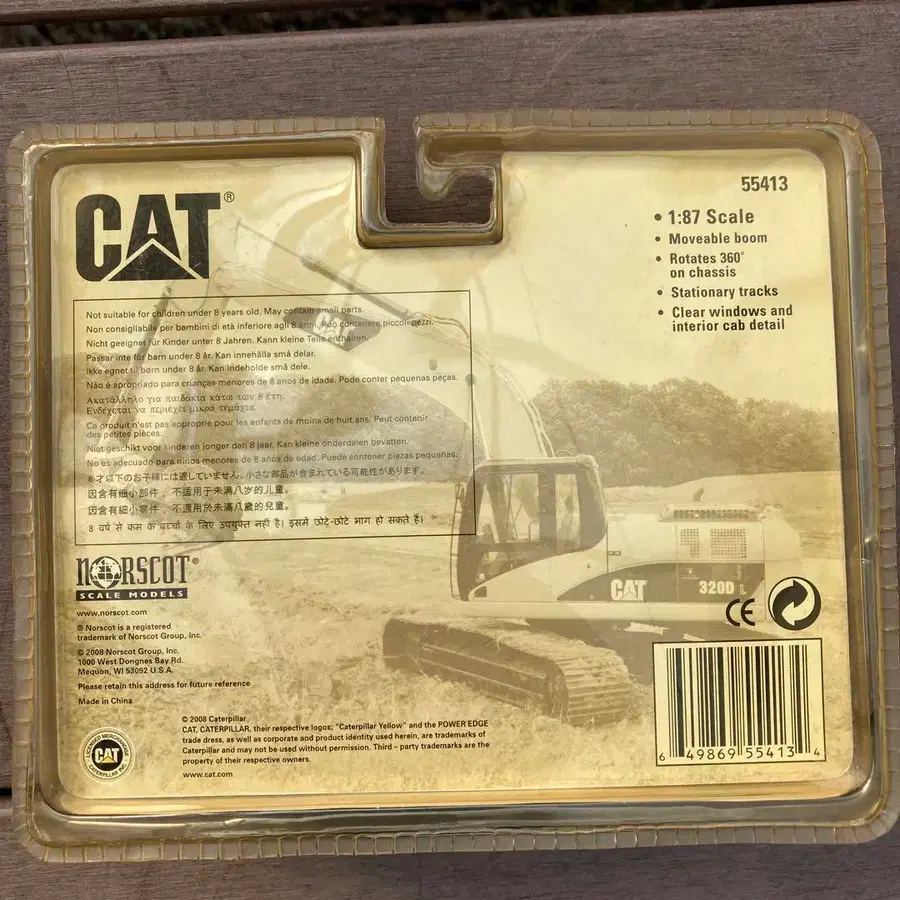 CAT®
55413
• 1:87 Scale
• Moveable boom
• Rotates 360°
on chassis
• Stationary tracks
• Clear windows and
interior cab detail
Not suitable for children under 8 years old. May contain small parts.
Non consigliabile per bambini di età inferiore agli 8 anni. Può contenere piccoli pezzi.
Nicht geeignet für Kinder unter 8 Jahren. Kann kleine Teile enthalten.
Passar inte för barn under 8 år. Kan innehålla små delar.
Ikke egnet til børn under 8 år. Kan indeholde små dele.
Não é apropriado para crianças menores de 8 anos de idade. Pode conter pequenas peças.
Ακατάλληλο για παιδάκια κάτω των 8 έτη.
Ενδέχεται να περιέχει μικρά τεμάχια.
Ce produit n'est pas approprié pour les enfants de moins de huit ans. Peut contenir
des petites pièces.
Niet geschikt voor kinderen jonger dan 8 jaar. Kan kleine onderdelen bevatten.
No es adecuado para niños menores de 8 anos de edad. Puede contener piezas pequeñas.
8才以下のお子様には適していません。小さな部品が含まれている可能性があります。
因含有细小部件，不适用于未满八岁的儿童。
因含有細小零件，不適用於未滿八歲的兒童。
8 वर्ष से कम के बच्चों के लिए उपयुक्त नहीं है। इसमें छोटे-छोटे भाग हो सकते हैं।
CAT
CAT
320D L
NORSCOT®
SCALE MODELS
www.norscot.com
® Norscot is a registered
trademark of Norscot Group, Inc.
© 2008 Norscot Group, Inc.
1000 West Dongnes Bay Rd.
Mequon, WI 53092 U.S.A.
Please retain this address for future reference
Made in China
CE
LICENSED MERCHANDISE
CAT
CATERPILLAR INC.
© 2008 Caterpillar
CAT, CATERPILLAR, their respective logos, "Caterpillar Yellow" and the POWER EDGE
trade dress, as well as corporate and product identity used herein, are trademarks of
Caterpillar and may not be used without permission. Third – party trademarks are the
property of their respective owners.
www.cat.com
6 49869 55413 4